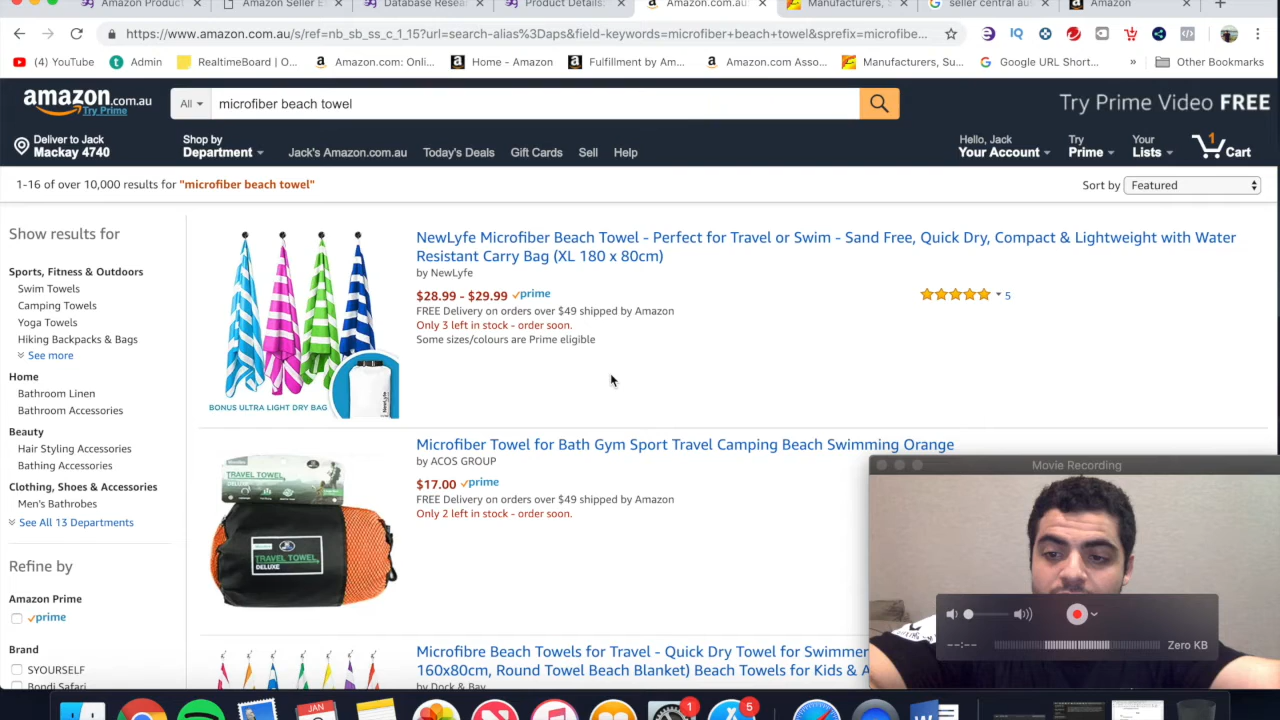 Amazon Product
Amazon Seller E
Database Resea
Product Details:
Amazon.com.au
Manufacturers, S
seller central au
Amazon
https://www.amazon.com.au/s/ref=nb_sb_ss_c_1_15?url=search-alias%3Daps&field-keywords=microfiber+beach+towel&sprefix=microfibe...
(4) YouTube
Admin
RealtimeBoard | O...
Amazon.com: Onli...
Home - Amazon
Fulfillment by Am...
Amazon.com Asso...
Manufacturers, Su...
Google URL Short...
»
Other Bookmarks
amazon.com.au
Try Prime
All
microfiber beach towel
Try Prime Video FREE
Deliver to Jack
Mackay 4740
Shop by
Department
Jack's Amazon.com.au
Today's Deals
Gift Cards
Sell
Help
Hello, Jack
Your Account
Try
Prime
Your
Lists
1
Cart
1-16 of over 10,000 results for "microfiber beach towel"
Sort by
Featured
Show results for
Sports, Fitness & Outdoors
Swim Towels
Camping Towels
Yoga Towels
Hiking Backpacks & Bags
See more
Home
Bathroom Linen
Bathroom Accessories
Beauty
Hair Styling Accessories
Bathing Accessories
Clothing, Shoes & Accessories
Men's Bathrobes
See All 13 Departments
Refine by
Amazon Prime
prime
Brand
SYOURSELF
Bondi Safari
BONUS ULTRA LIGHT DRY BAG
NewLyfe
NewLyfe Microfiber Beach Towel - Perfect for Travel or Swim - Sand Free, Quick Dry, Compact & Lightweight with Water
Resistant Carry Bag (XL 180 x 80cm)
by NewLyfe
$28.99 - $29.99 prime
FREE Delivery on orders over $49 shipped by Amazon
Only 3 left in stock - order soon.
Some sizes/colours are Prime eligible
5
TRAVEL TOWEL
DELUXE
TRAVEL TOWEL
DELUXE
Microfiber Towel for Bath Gym Sport Travel Camping Beach Swimming Orange
by ACOS GROUP
$17.00 prime
FREE Delivery on orders over $49 shipped by Amazon
Only 2 left in stock - order soon.
Microfibre Beach Towels for Travel - Quick Dry Towel for Swimmer
160x80cm, Round Towel Beach Blanket) Beach Towels for Kids & A
by Dock & Bay
Movie Recording
--:--
Zero KB
JAN
1
5
W